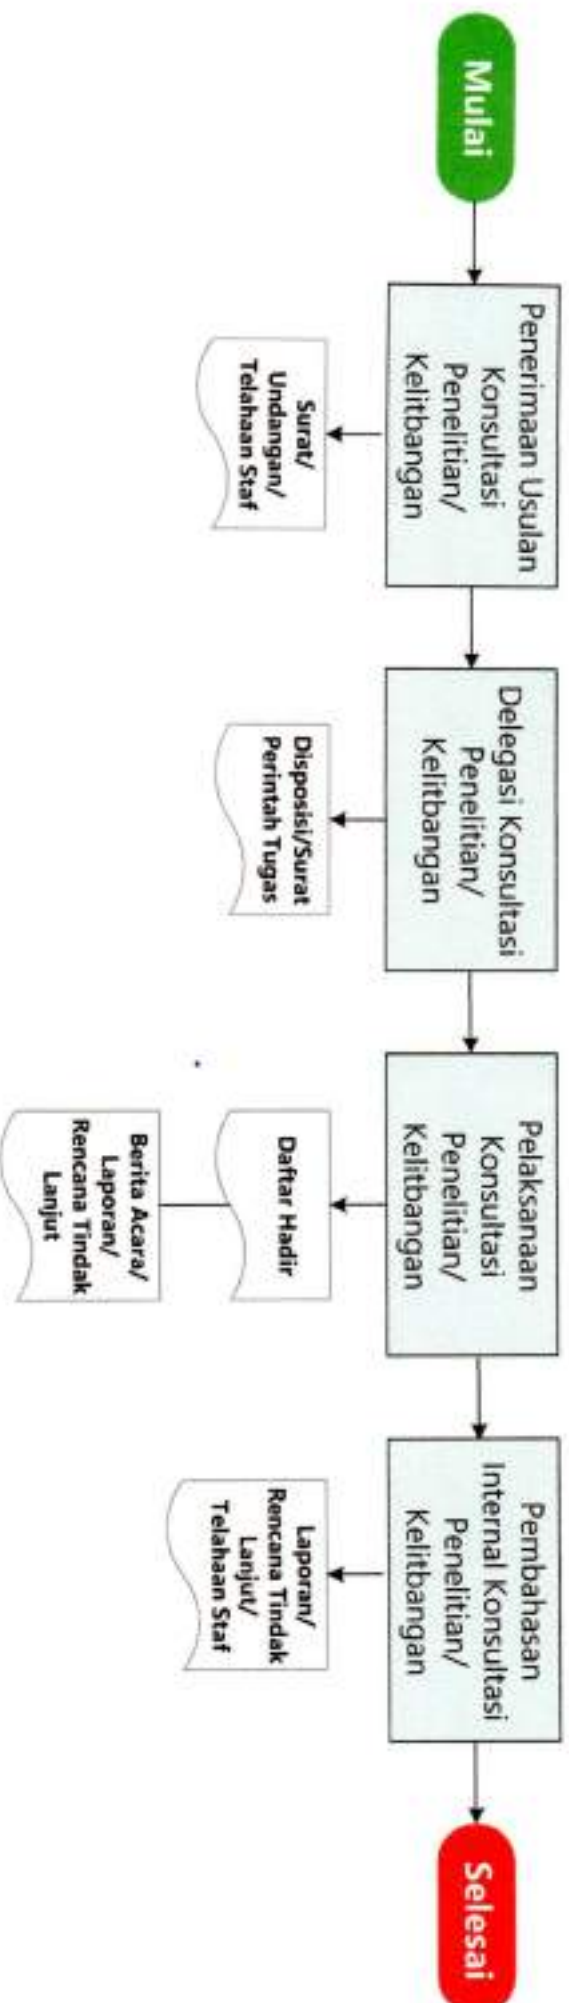 Mulai
Penerimaan Usulan
Konsultasi
Penelitian/
Kelitbangan
Surat/
Undangan/
Telahaan Staf
Delegasi Konsultasi
Penelitian/
Kelitbangan
Disposisi/Surat
Perintah Tugas
Pelaksanaan
Konsultasi
Penelitian/
Kelitbangan
Daftar Hadir
Berita Acara/
Laporan/
Rencana Tindak
Lanjut
Pembahasan
Internal Konsultasi
Penelitian/
Kelitbangan
Laporan/
Rencana Tindak
Lanjut/
Telahaan Staf
Selesai